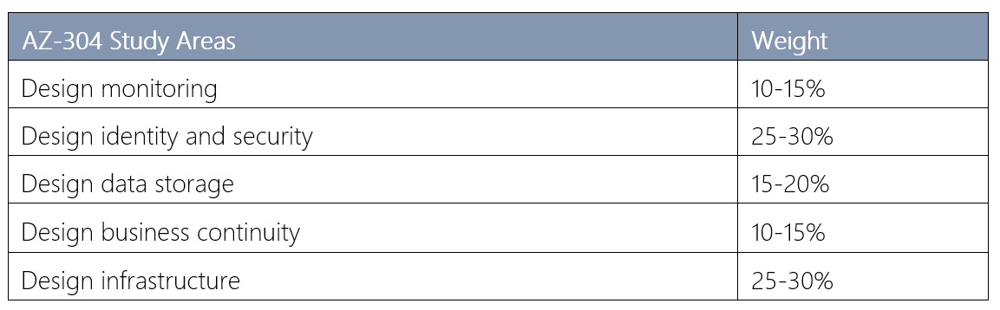 AZ-304 Study Areas Weight
Design monitoring 10-15%
Design identity and security 25-30%
Design data storage 15-20%
Design business continuity 10-15%
Design infrastructure 25-30%